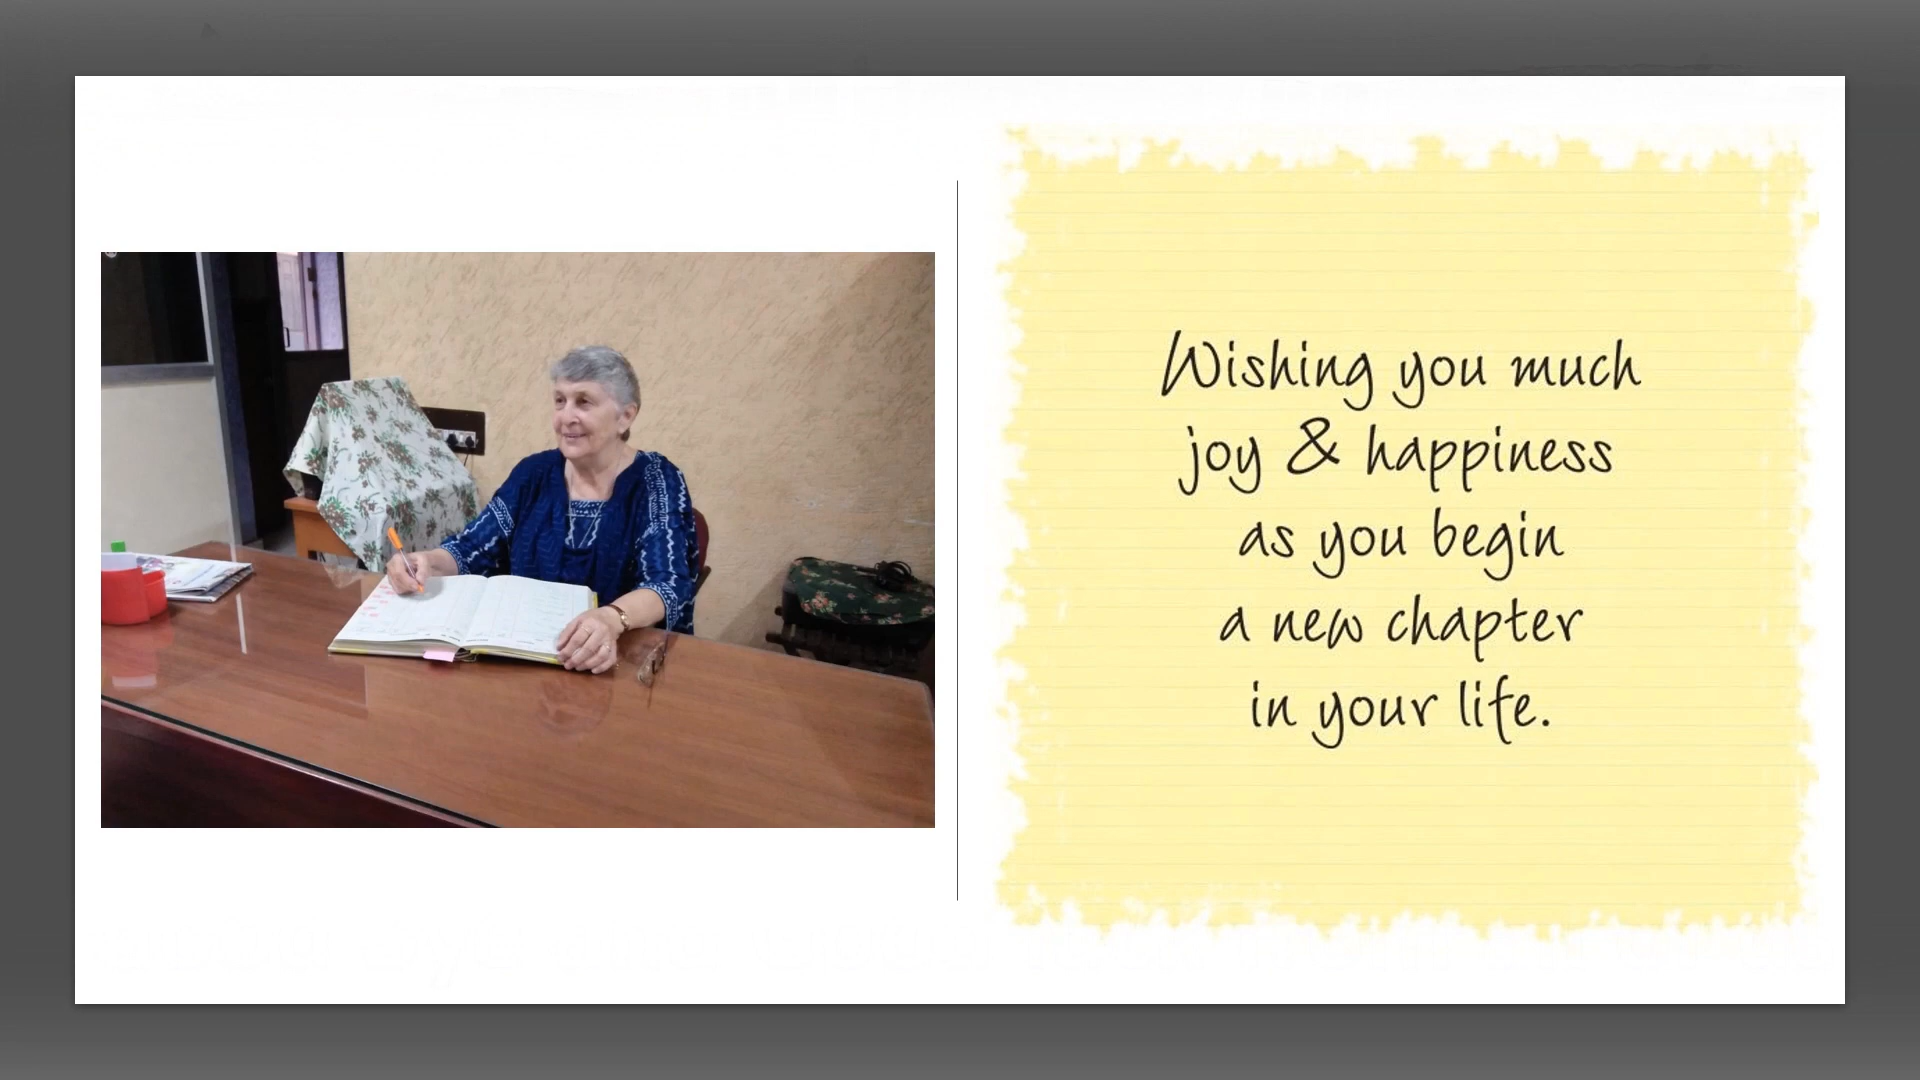 Wishing you much
joy & happiness
as you begin
a new chapter
in your life.